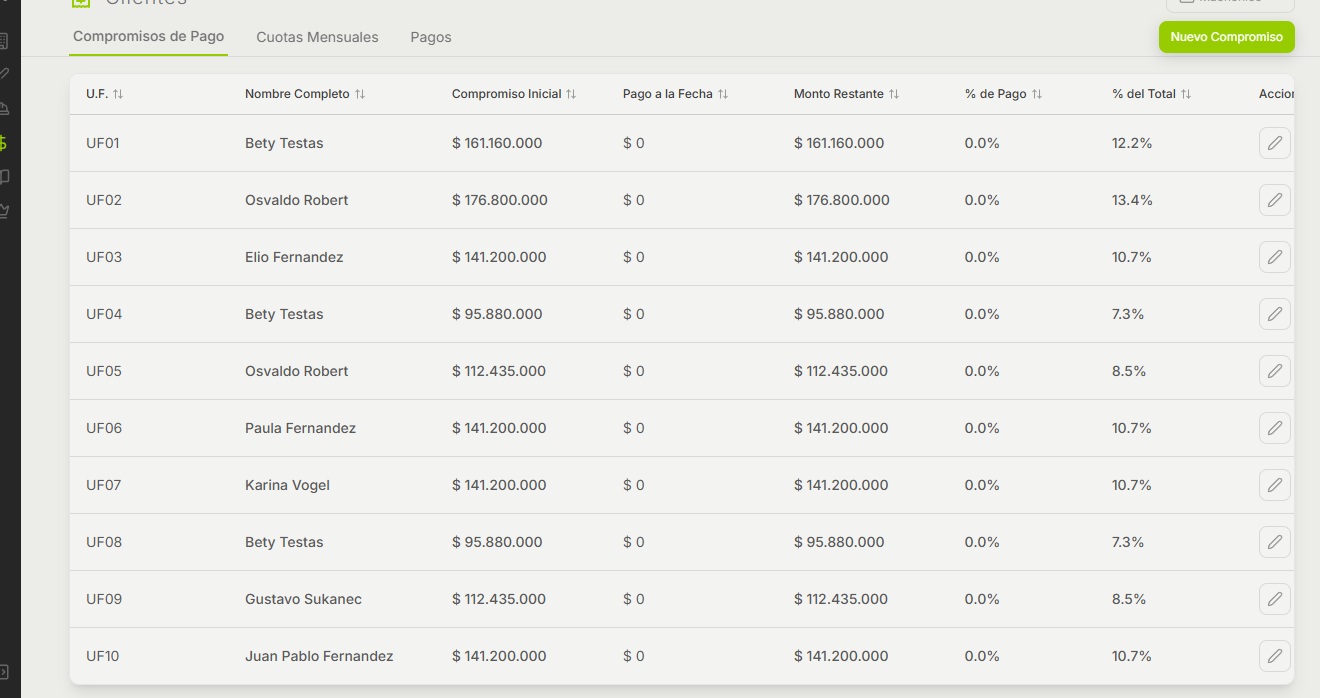 Clientes
Compromisos de Pago Cuotas Mensuales Pagos Nuevo Compromiso
U.F. Nombre Completo Compromiso Inicial Pago a la Fecha Monto Restante % de Pago % del Total
UF01 Bety Testas $ 161.160.000 $ 0 $ 161.160.000 0.0% 12.2%
UF02 Osvaldo Robert $ 176.800.000 $ 0 $ 176.800.000 0.0% 13.4%
UF03 Elio Fernandez $ 141.200.000 $ 0 $ 141.200.000 0.0% 10.7%
UF04 Bety Testas $ 95.880.000 $ 0 $ 95.880.000 0.0% 7.3%
UF05 Osvaldo Robert $ 112.435.000 $ 0 $ 112.435.000 0.0% 8.5%
UF06 Paula Fernandez $ 141.200.000 $ 0 $ 141.200.000 0.0% 10.7%
UF07 Karina Vogel $ 141.200.000 $ 0 $ 141.200.000 0.0% 10.7%
UF08 Bety Testas $ 95.880.000 $ 0 $ 95.880.000 0.0% 7.3%
UF09 Gustavo Sukanec $ 112.435.000 $ 0 $ 112.435.000 0.0% 8.5%
UF10 Juan Pablo Fernandez $ 141.200.000 $ 0 $ 141.200.000 0.0% 10.7%